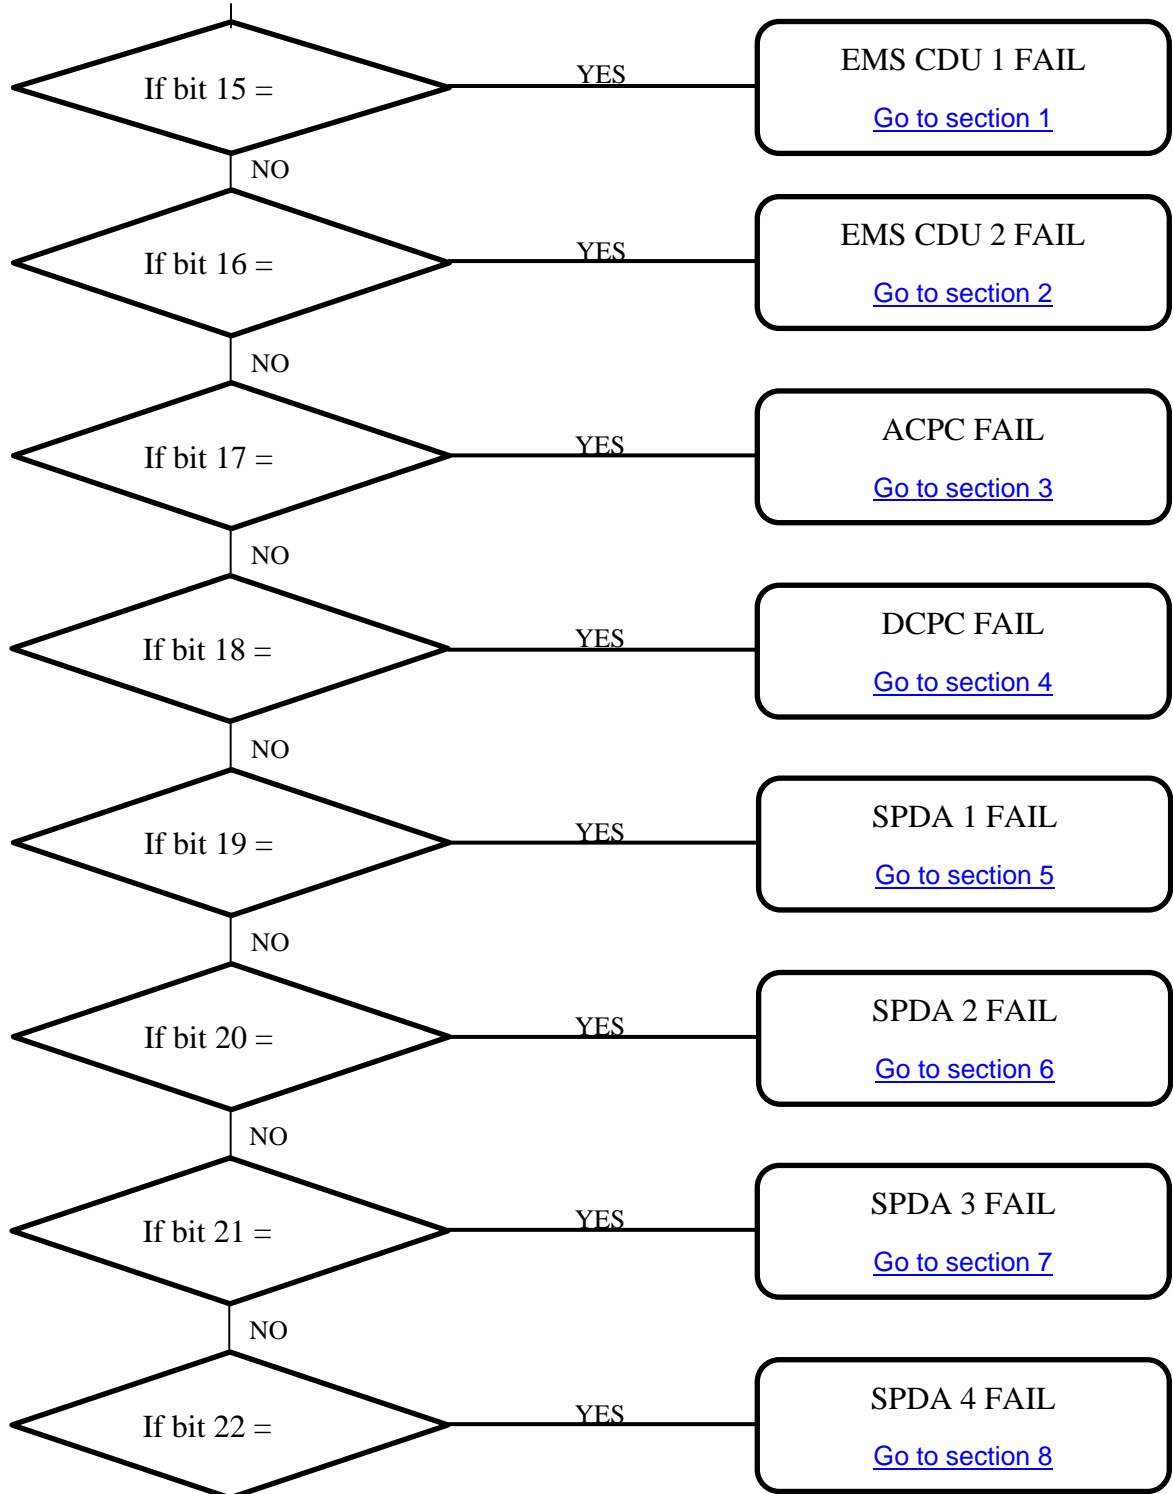 If bit 15 =
YES
EMS CDU 1 FAIL
Go to section 1
NO
If bit 16 =
YES
EMS CDU 2 FAIL
Go to section 2
NO
If bit 17 =
YES
ACPC FAIL
Go to section 3
NO
If bit 18 =
YES
DCPC FAIL
Go to section 4
NO
If bit 19 =
YES
SPDA 1 FAIL
Go to section 5
NO
If bit 20 =
YES
SPDA 2 FAIL
Go to section 6
NO
If bit 21 =
YES
SPDA 3 FAIL
Go to section 7
NO
If bit 22 =
YES
SPDA 4 FAIL
Go to section 8